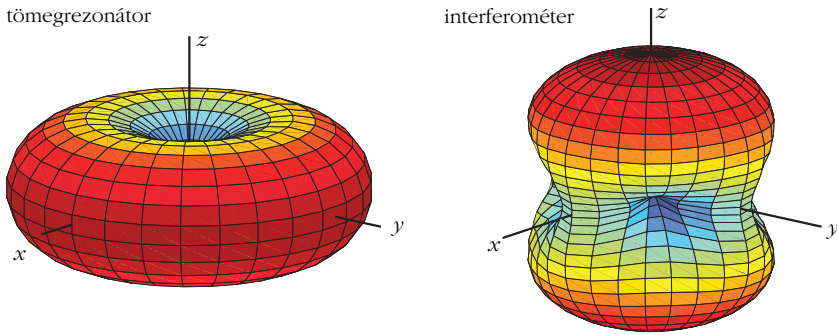 tömegrezonátor
z
x
y
interferométer
z
x
y